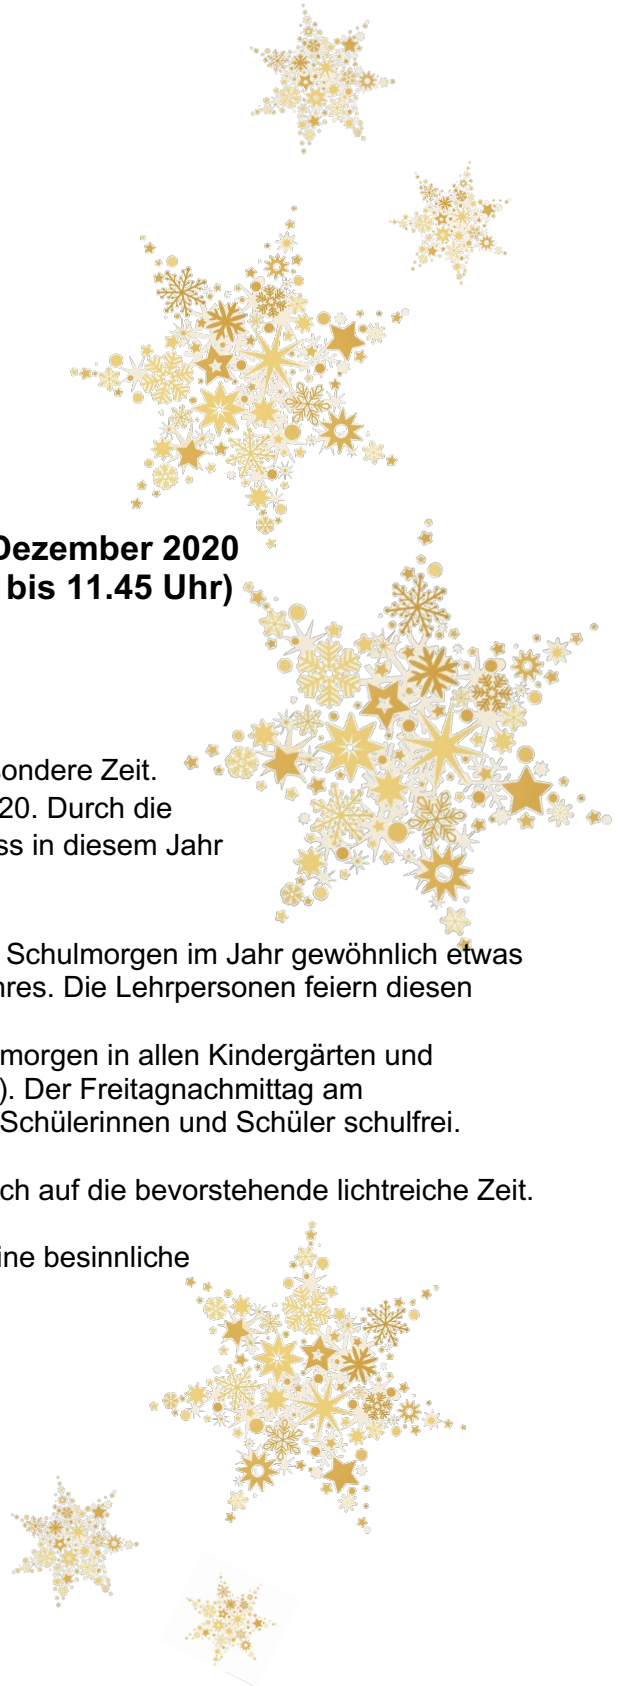 Dezember 2020
bis 11.45 Uhr)
ondere Zeit.
20. Durch die
ss in diesem Jahr
Schulmorgen im Jahr gewöhnlich etwas
hres. Die Lehrpersonen feiern diesen
morgen in allen Kindergärten und
). Der Freitagnachmittag am
Schülerinnen und Schüler schulfrei.
ch auf die bevorstehende lichtreiche Zeit.
ine besinnliche